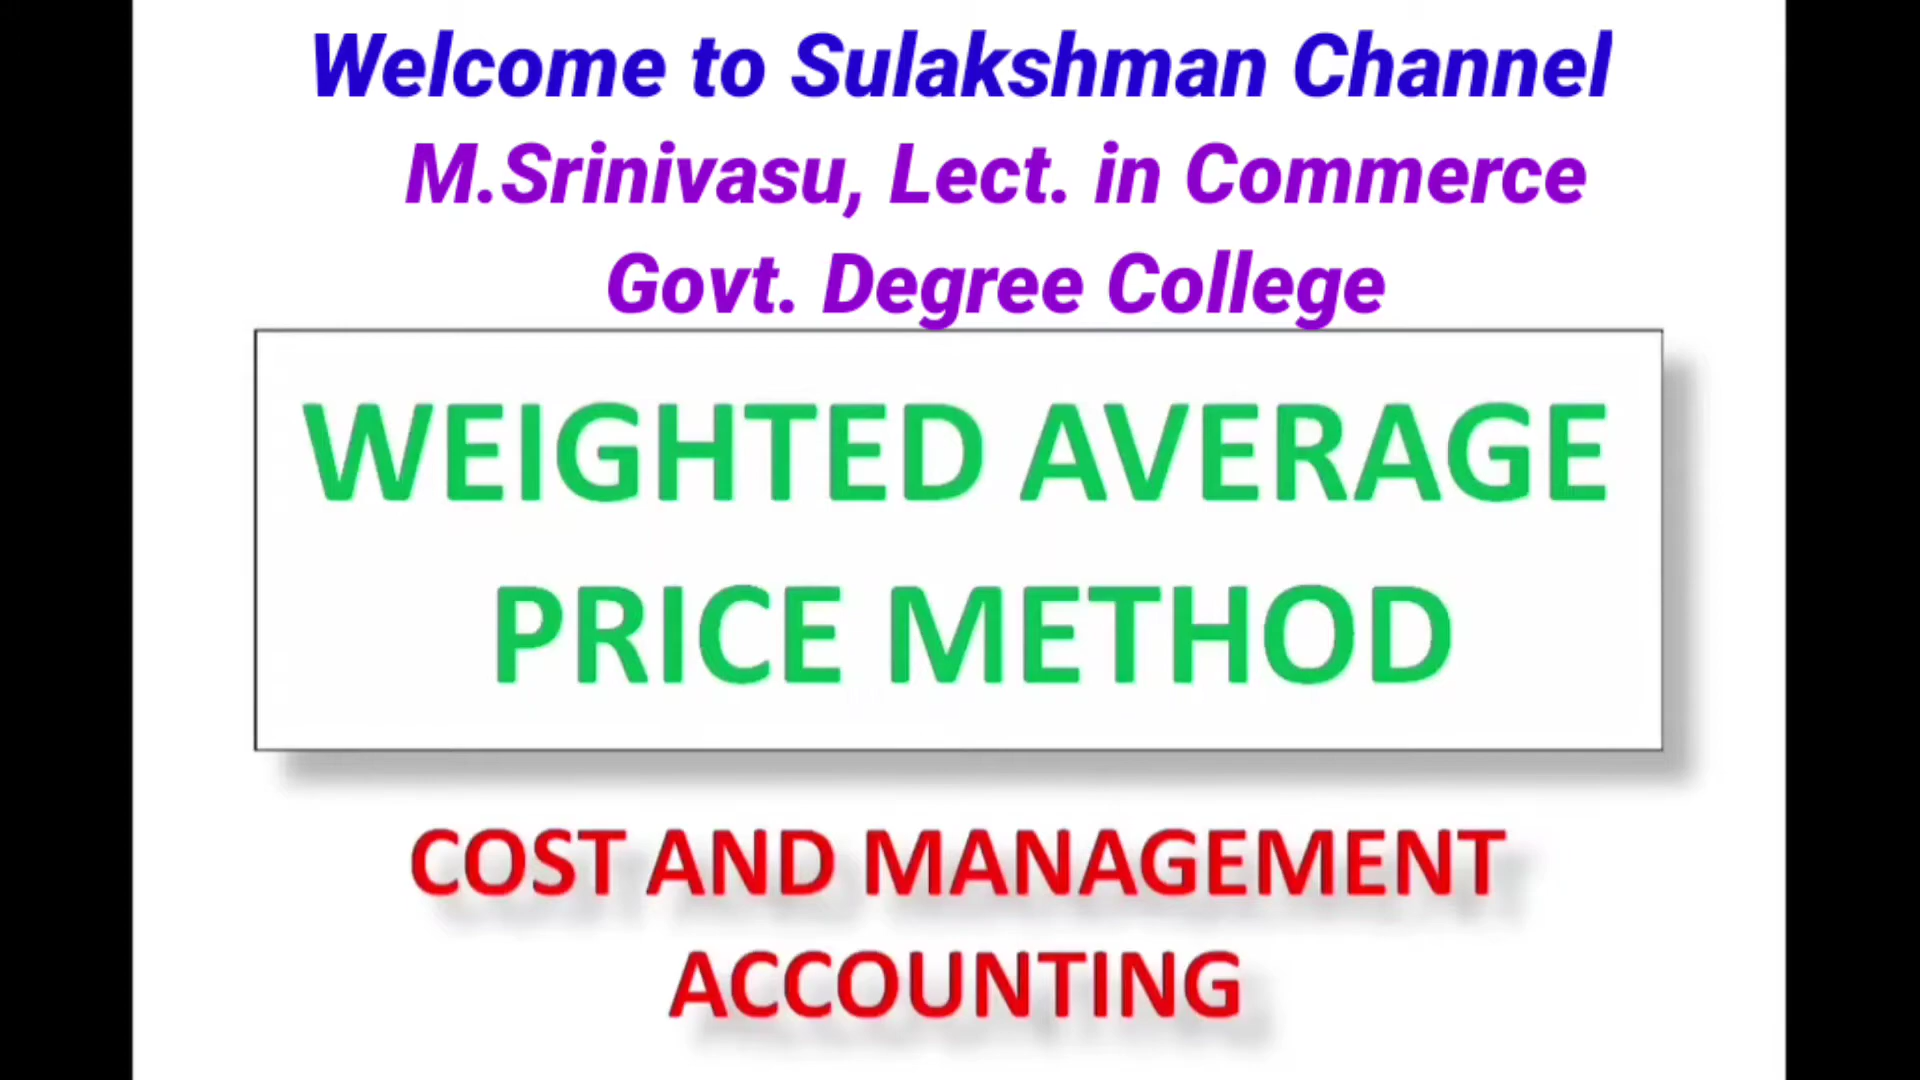 Welcome to Sulakshman Channel
M.Srinivasu, Lect. in Commerce
Govt. Degree College
WEIGHTED AVERAGE
PRICE METHOD
COST AND MANAGEMENT
ACCOUNTING